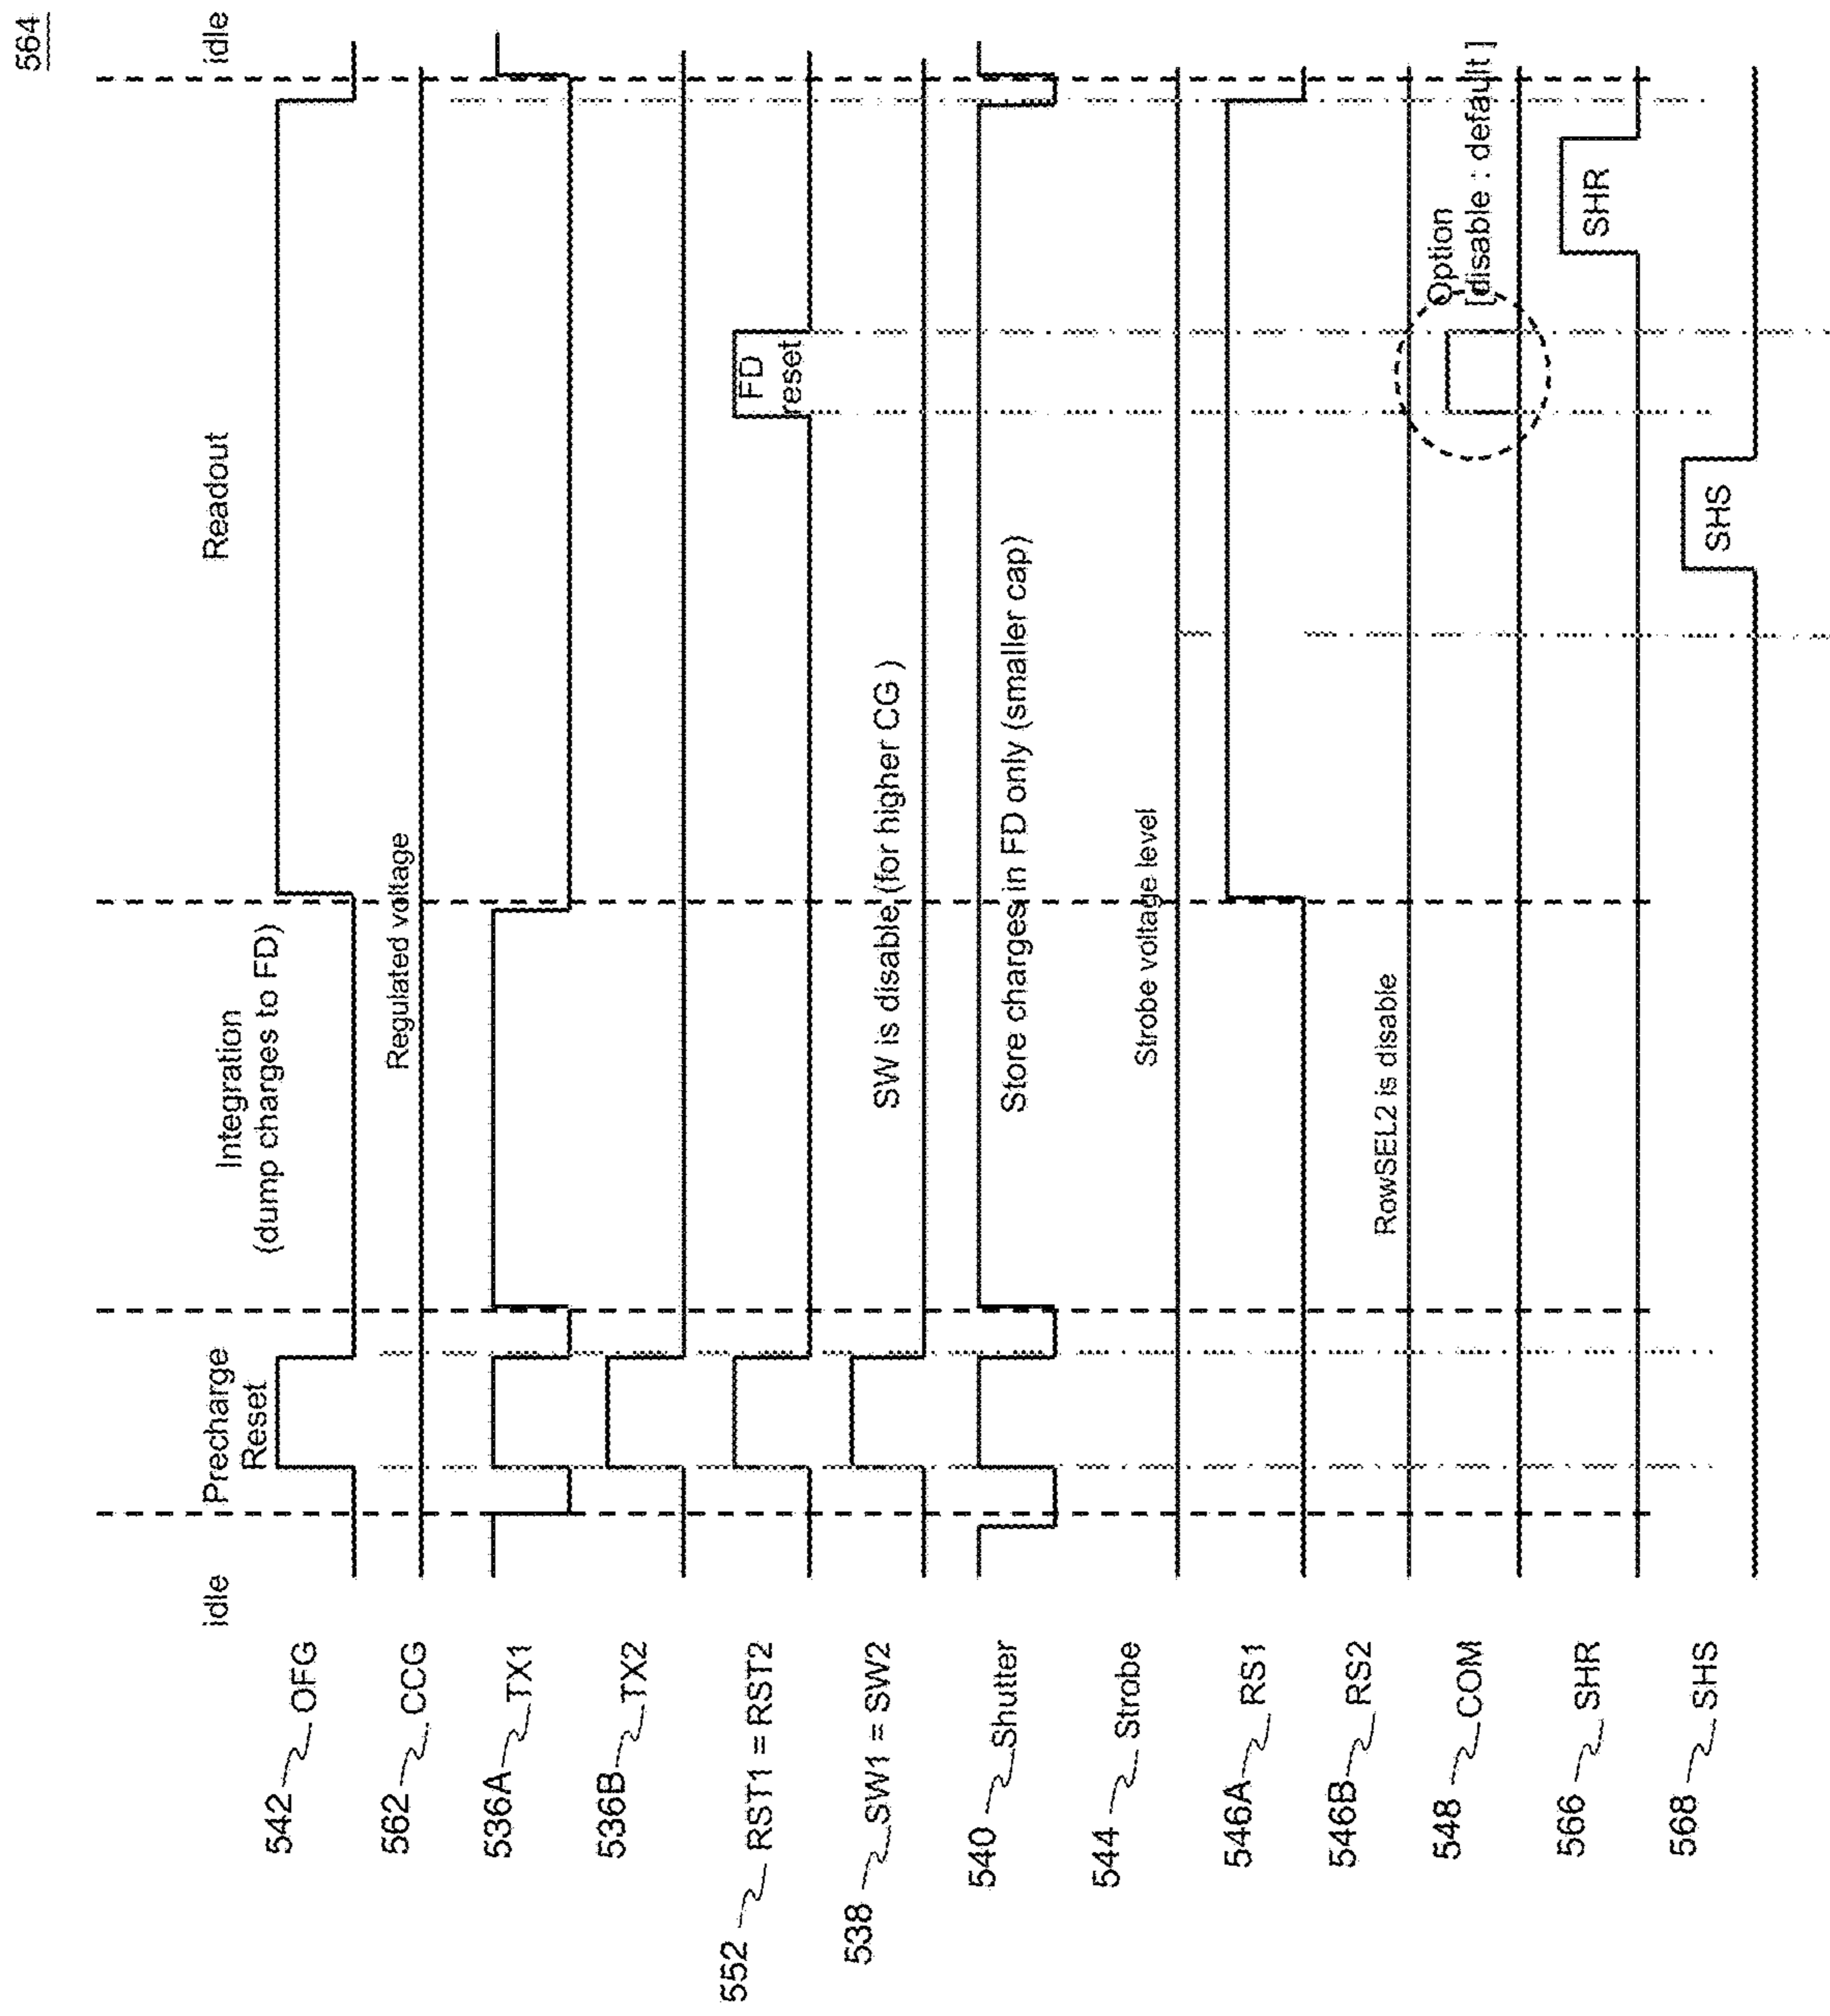 564
idle
Precharge
Reset
Integration
(dump charges to FD)
Readout
idle
542 OFG
562 CCG
Regulated voltage
536A TX1
536B TX2
552 RST1 = RST2
FD
reset
538 SW1 = SW2
SW is disable (for higher CG )
540 Shutter
Store charges in FD only (smaller cap)
544 Strobe
Strobe voltage level
546A RS1
546B RS2
RowSEL2 is disable
548 COM
Option
[disable : default ]
566 SHR
SHR
568 SHS
SHS